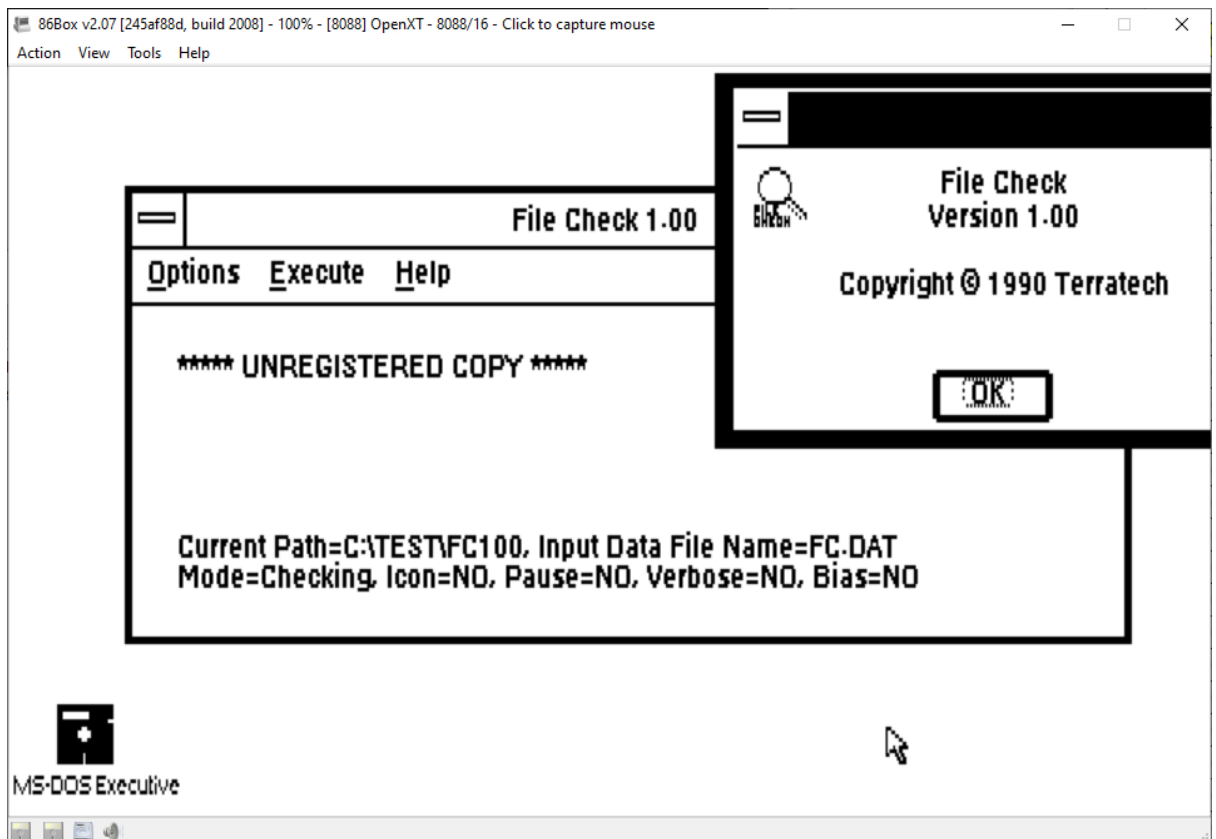 86Box v2.07 [245af88d, build 2008] - 100% - [8088] OpenXT - 8088/16 - Click to capture mouse
Action View Tools Help
File Check 1.00
Options Execute Help
***** UNREGISTERED COPY *****
Current Path=C:\TEST\FC100, Input Data File Name=FC.DAT
Mode=Checking, Icon=NO, Pause=NO, Verbose=NO, Bias=NO
File Check
Version 1.00
Copyright © 1990 Terratech
OK
MS-DOS Executive